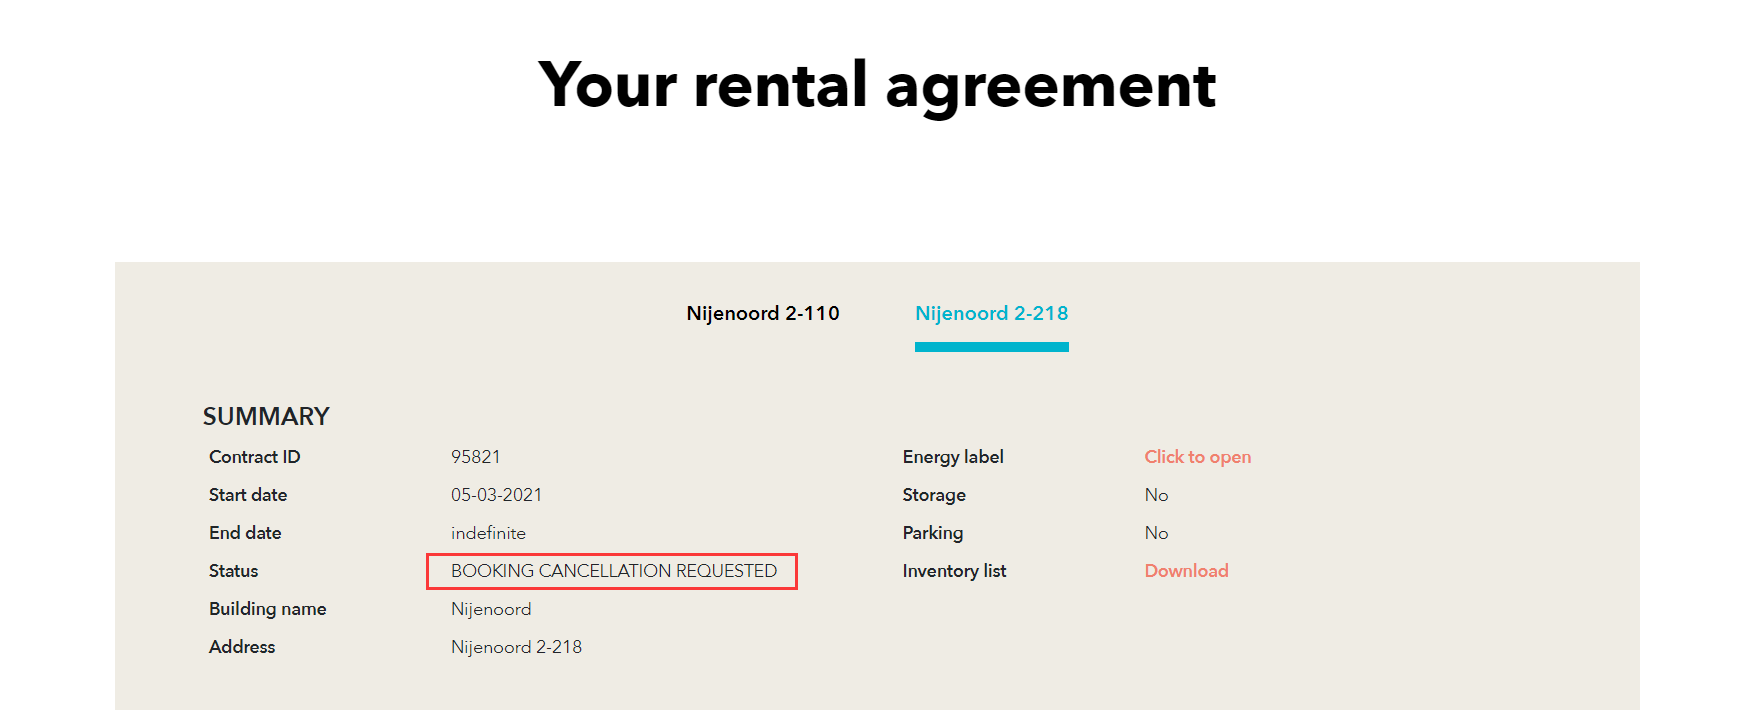 Your rental agreement
Nijenoord 2-110 Nijenoord 2-218
SUMMARY
Contract ID 95821 Energy label Click to open
Start date 05-03-2021 Storage No
End date indefinite Parking No
Status BOOKING CANCELLATION REQUESTED Inventory list Download
Building name Nijenoord
Address Nijenoord 2-218